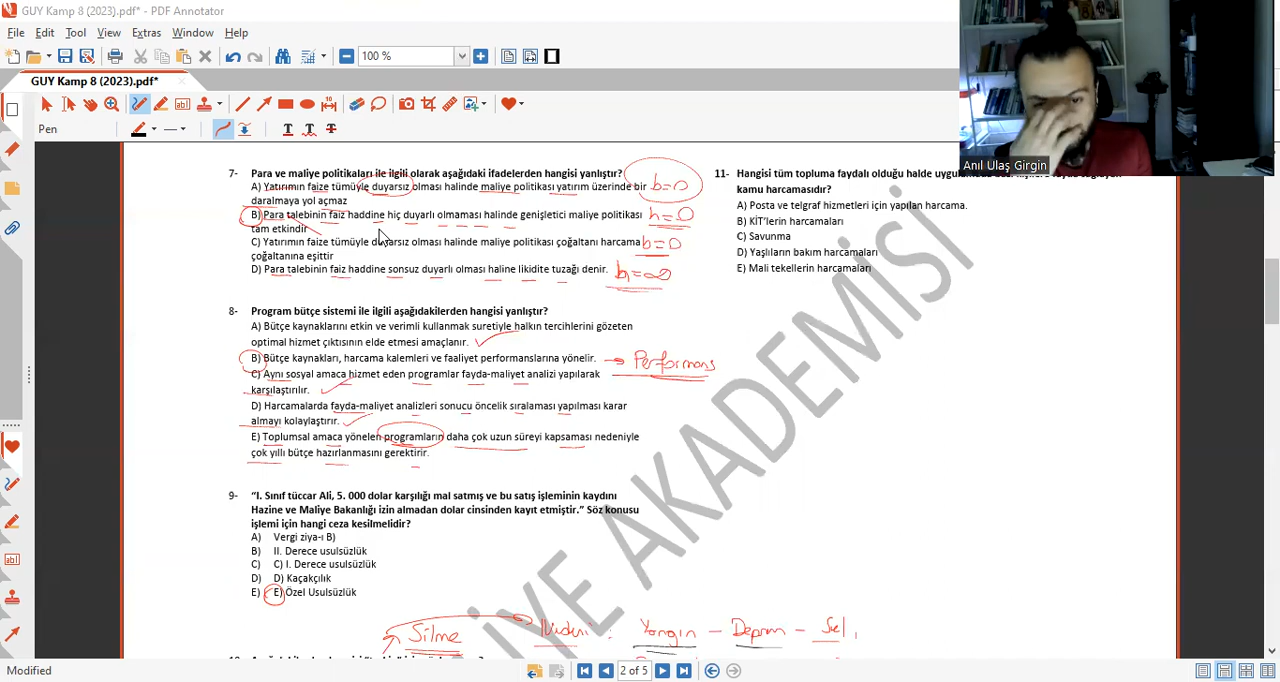 GUY Kamp 8 (2023).pdf* - PDF Annotator
File Edit Tool View Extras Window Help
100 %
GUY Kamp 8 (2023).pdf*
Pen
Anıl Ulaş Girgin
7- Para ve maliye politikaları ile ilgili olarak aşağıdaki ifadelerden hangisi yanlıştır?
A) Yatırımın faize tümüyle duyarsız olması halinde maliye politikası yatırım üzerinde bir
daralmaya yol açmaz
b=0
B) Para talebinin faiz haddine hiç duyarlı olmaması halinde genişletici maliye politikası
tam etkindir
h=0
C) Yatırımın faize tümüyle duyarsız olması halinde maliye politikası çoğaltanı harcama
çoğaltanına eşittir
b=0
D) Para talebinin faiz haddine sonsuz duyarlı olması haline likidite tuzağı denir.
h=∞
8- Program bütçe sistemi ile ilgili aşağıdakilerden hangisi yanlıştır?
A) Bütçe kaynaklarını etkin ve verimli kullanmak suretiyle halkın tercihlerini gözeten
optimal hizmet çıktısının elde etmesi amaçlanır.
B) Bütçe kaynakları, harcama kalemleri ve faaliyet performanslarına yönelir.
→ Performans
C) Aynı sosyal amaca hizmet eden programlar fayda-maliyet analizi yapılarak
karşılaştırılır.
D) Harcamalarda fayda-maliyet analizleri sonucu öncelik sıralaması yapılması karar
almayı kolaylaştırır.
E) Toplumsal amaca yönelen programların daha çok uzun süreyi kapsaması nedeniyle
çok yıllı bütçe hazırlanmasını gerektirir.
9- "I. Sınıf tüccar Ali, 5. 000 dolar karşılığı mal satmış ve bu satış işleminin kaydını
Hazine ve Maliye Bakanlığı izin almadan dolar cinsinden kayıt etmiştir." Söz konusu
işlemi için hangi ceza kesilmelidir?
A) Vergi ziya-ı B)
B) II. Derece usulsüzlük
C) C) I. Derece usulsüzlük
D) D) Kaçakçılık
E) E) Özel Usulsüzlük
Silme
: Yangın - Deprem - Sel,
11- Hangisi tüm topluma faydalı olduğu halde
kamu harcamasıdır?
A) Posta ve telgraf hizmetleri için yapılan harcama.
B) KİT'lerin harcamaları
C) Savunma
D) Yaşlıların bakım harcamaları
E) Mali tekellerin harcamaları
İYE AKADEMİSİ
Modified
2 of 5